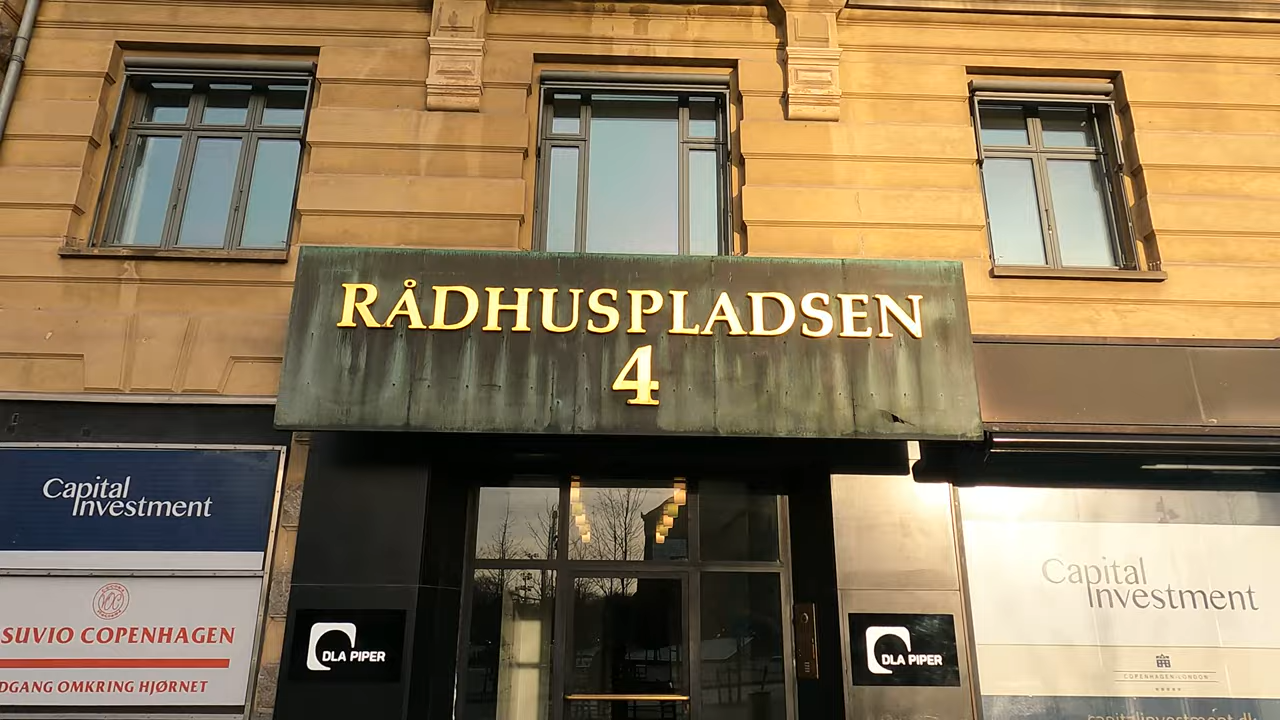 RÅDHUSPLADSEN
4
Capital
Investment
SUVIO COPENHAGEN
DGANG OMKRING HJØRNET
DLA PIPER
DLA PIPER
Capital
Investment
COPENHAGEN LONDON